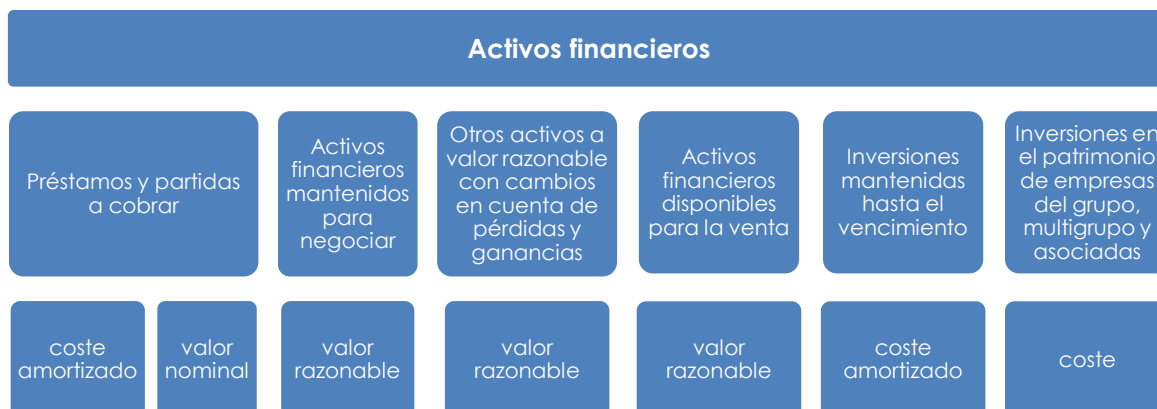 Activos financieros
Préstamos y partidas
a cobrar
Activos
financieros
mantenidos
para
negociar
Otros activos a
valor razonable
con cambios
en cuenta de
pérdidas y
ganancias
Activos
financieros
disponibles
para la venta
Inversiones
mantenidas
hasta el
vencimiento
Inversiones en
el patrimonio
de empresas
del grupo,
multigrupo y
asociadas
coste
amortizado
valor
nominal
valor
razonable
valor
razonable
valor
razonable
coste
amortizado
coste